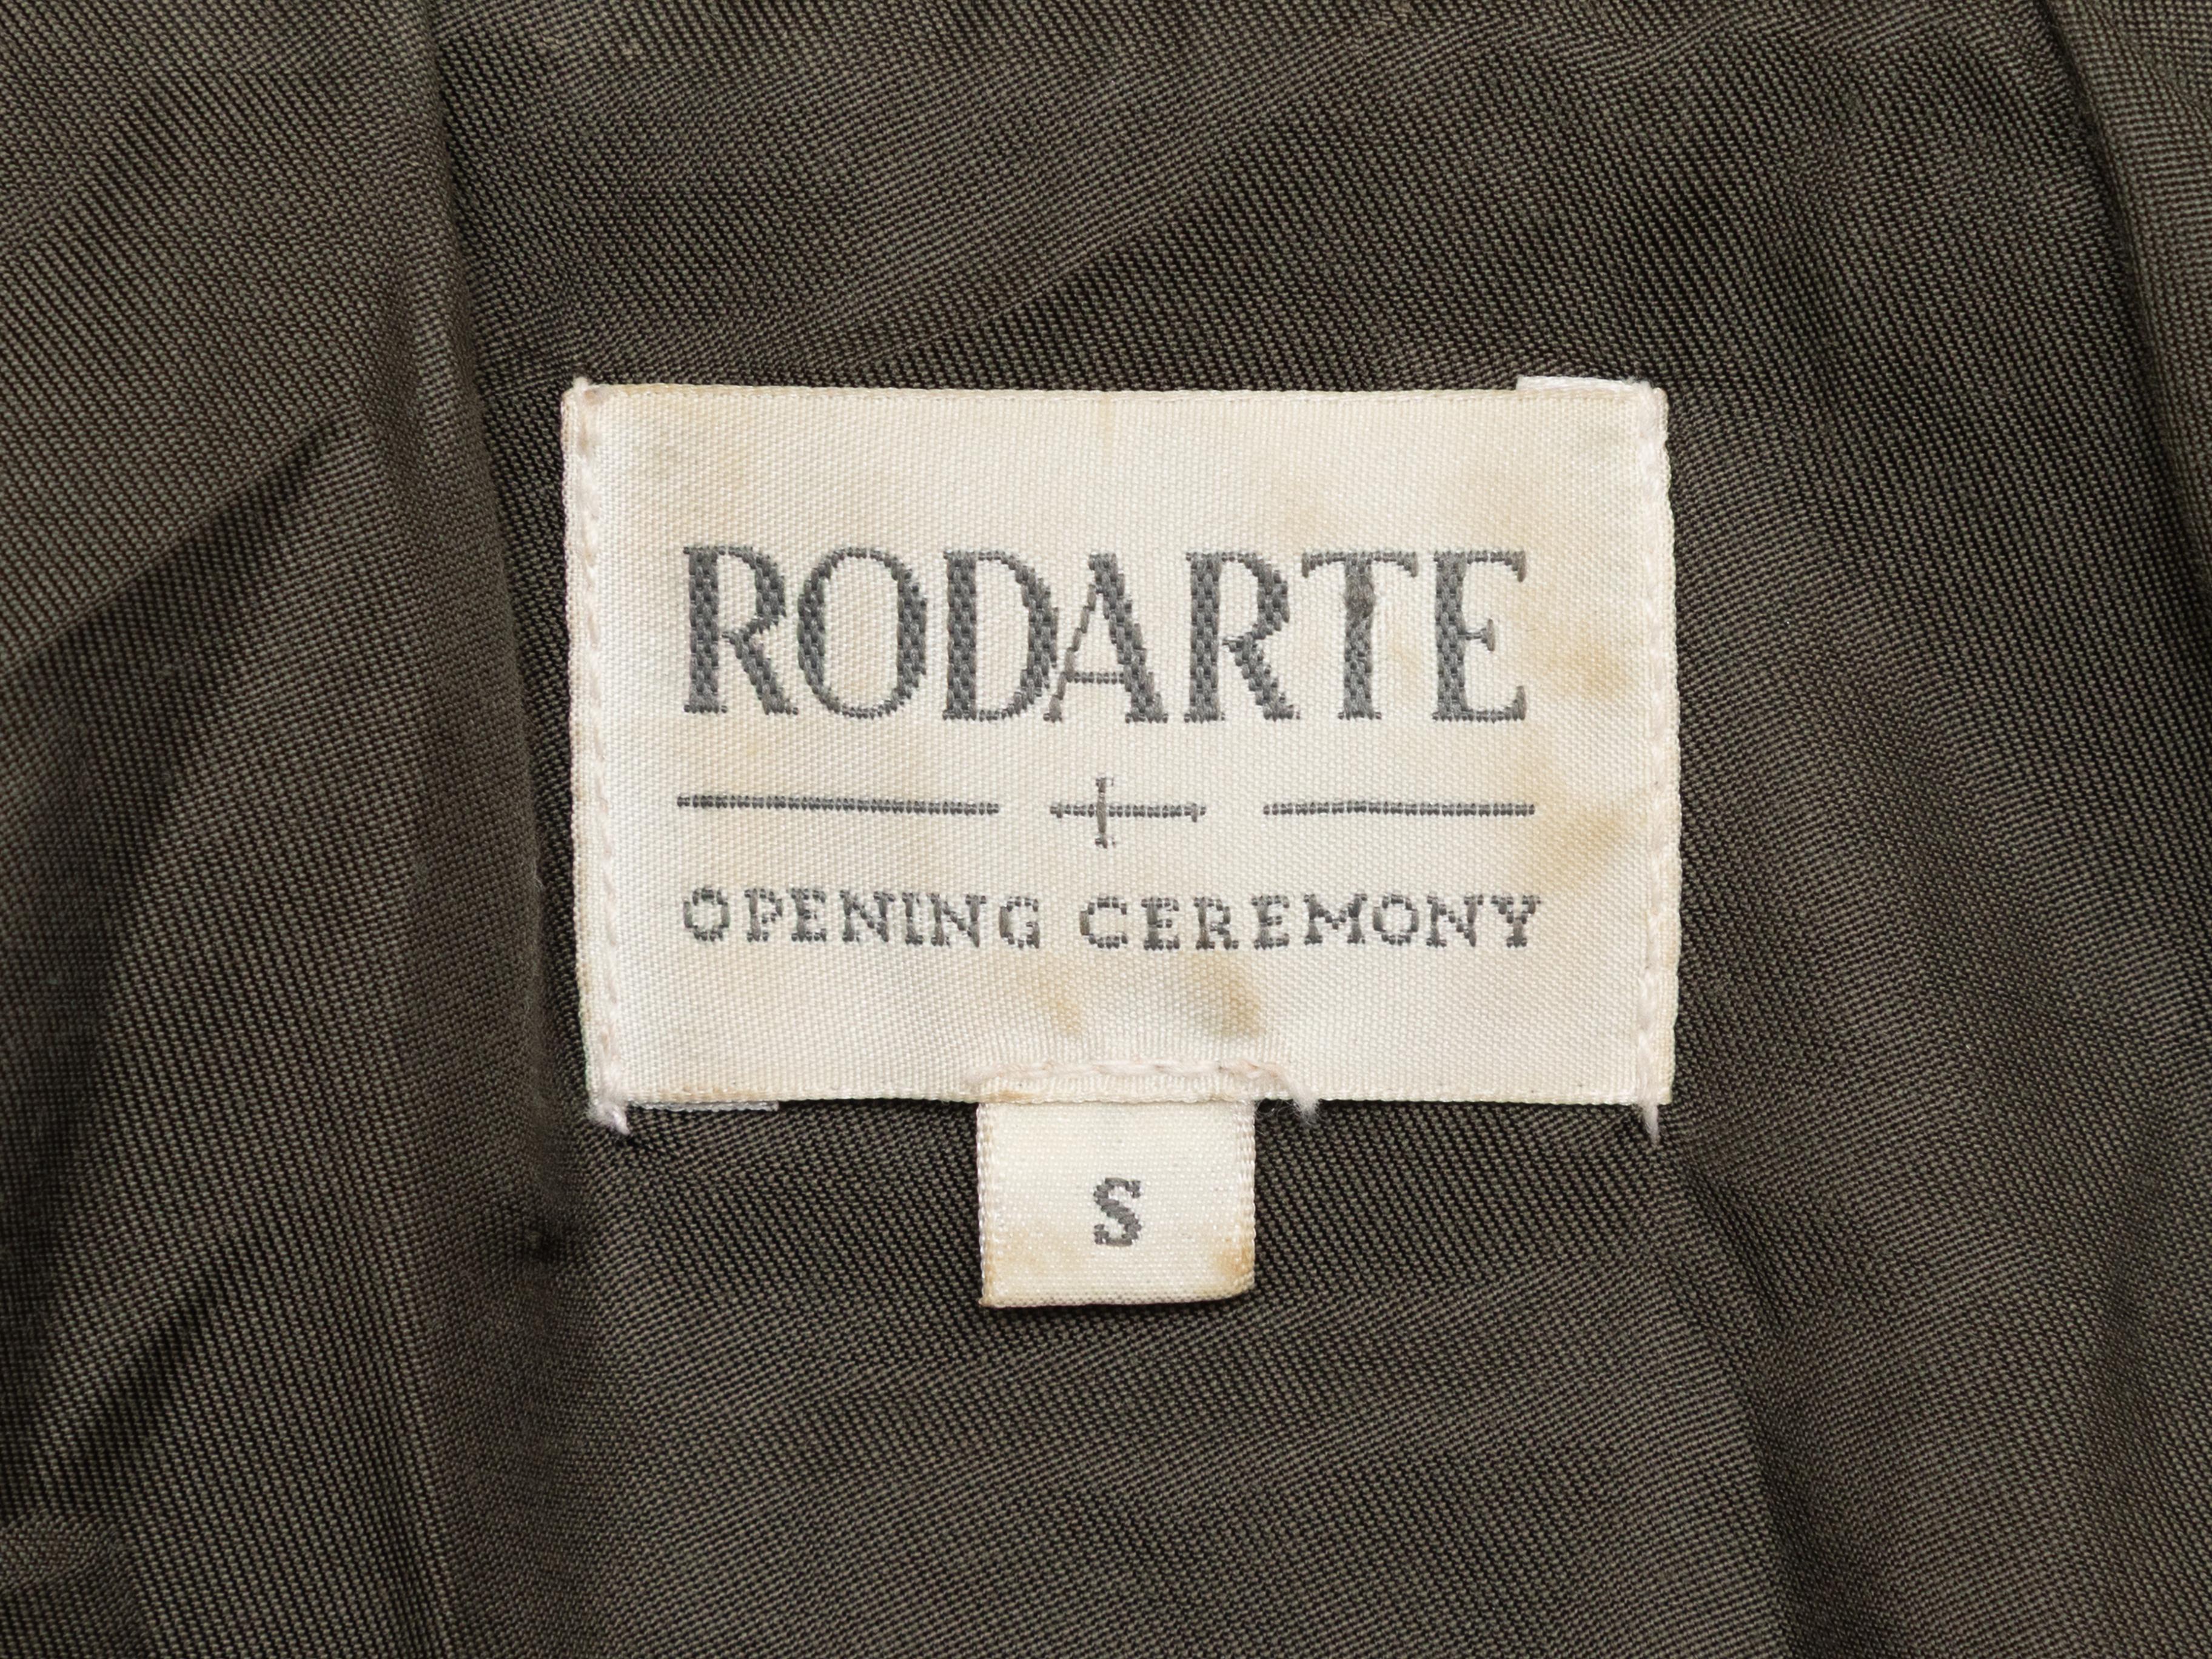 RODARTE
+
OPENING CEREMONY
S